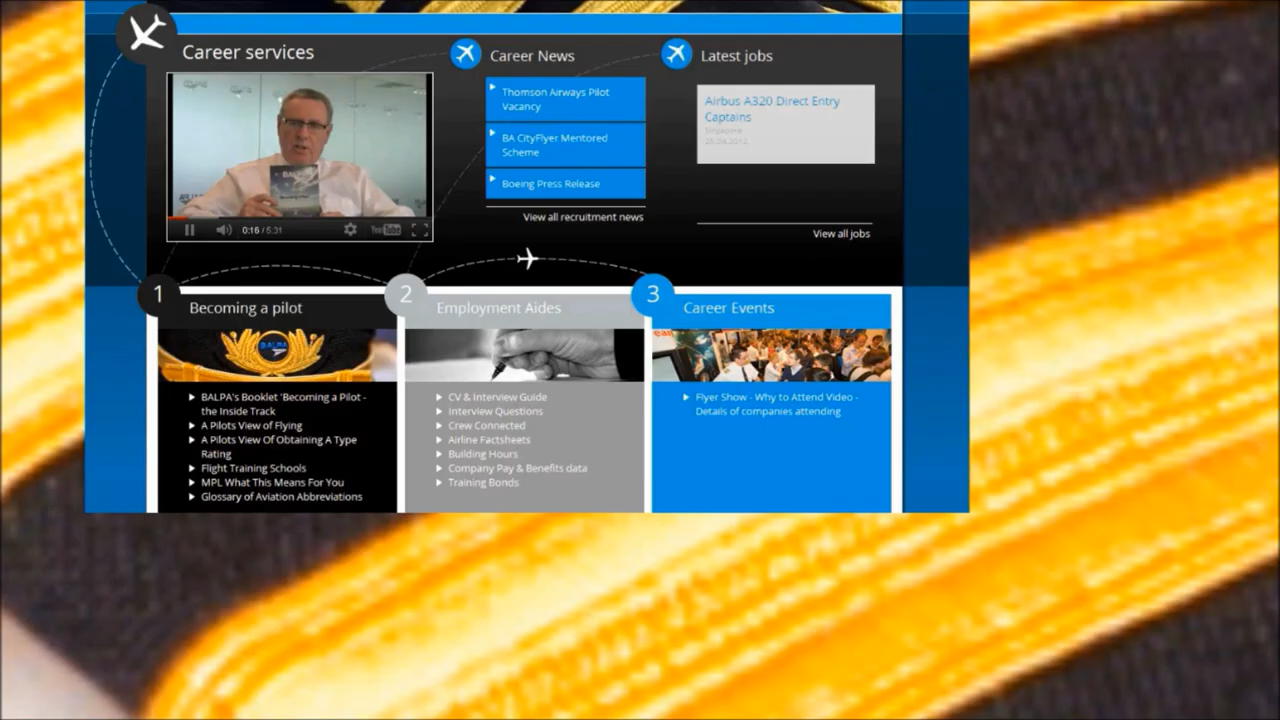 Career services
Career News
Latest jobs
Thomson Airways Pilot
Vacancy
BA CityFlyer Mentored
Scheme
Boeing Press Release
View all recruitment news
Airbus A320 Direct Entry
Captains
Singapore
View all jobs
BALPA
0:16 / 5:31
YouTube
1
Becoming a pilot
BALPA
BALPA's Booklet 'Becoming a Pilot -
the Inside Track
A Pilots View of Flying
A Pilots View Of Obtaining A Type
Rating
Flight Training Schools
MPL What This Means For You
Glossary of Aviation Abbreviations
2
Employment Aides
CV & Interview Guide
Interview Questions
Crew Connected
Airline Factsheets
Building Hours
Company Pay & Benefits data
Training Bonds
3
Career Events
Flyer Show - Why to Attend Video -
Details of companies attending